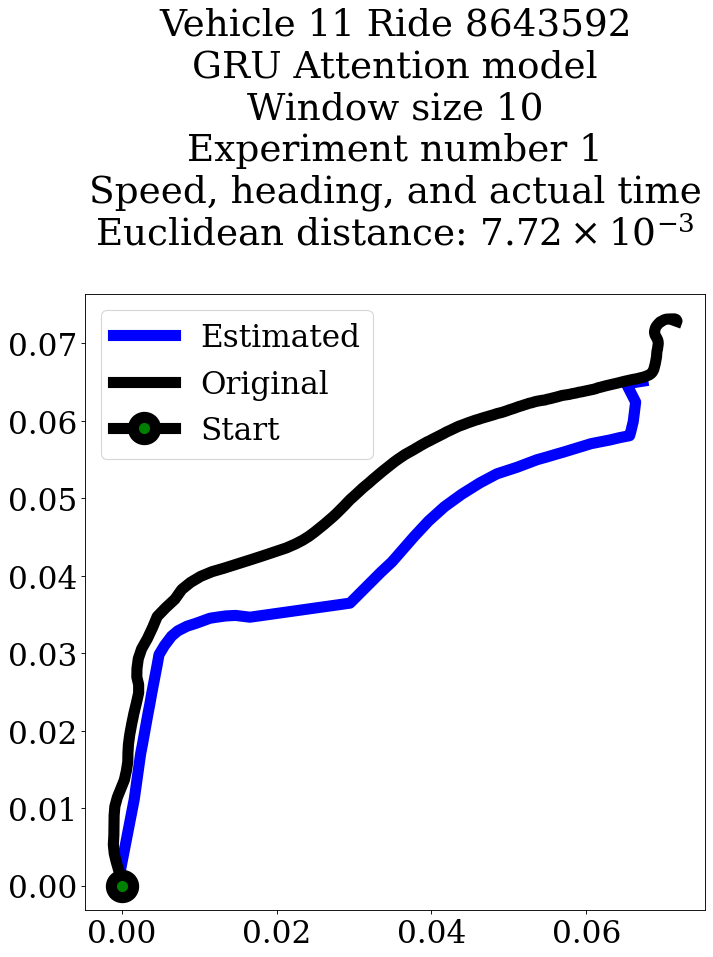 Vehicle 11 Ride 8643592
GRU Attention model
Window size 10
Experiment number 1
Speed, heading, and actual time
Euclidean distance: 7.72 × 10⁻³
Estimated
Original
Start
0.07
0.06
0.05
0.04
0.03
0.02
0.01
0.00
0.00 0.02 0.04 0.06